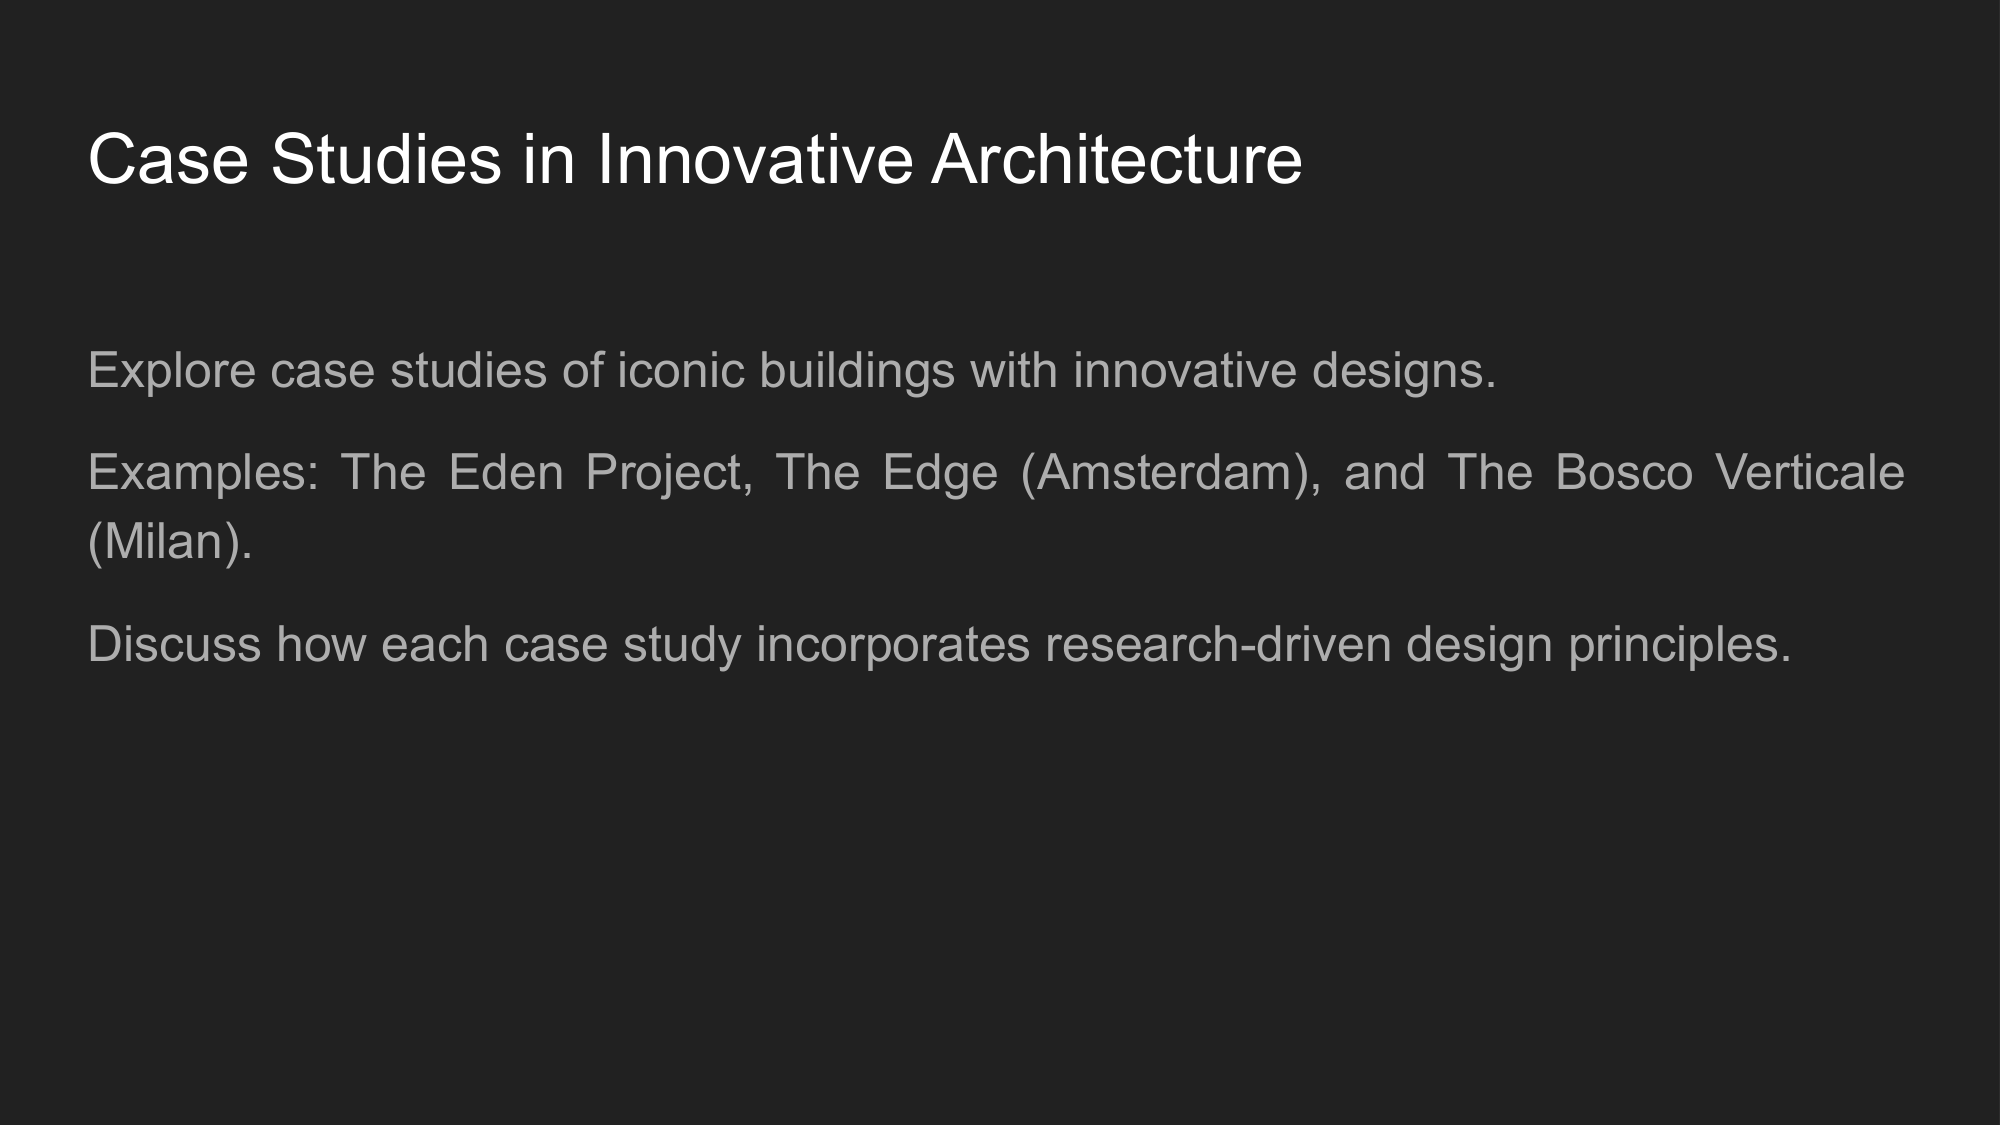 Case Studies in Innovative Architecture
Explore case studies of iconic buildings with innovative designs.
Examples: The Eden Project, The Edge (Amsterdam), and The Bosco Verticale
(Milan).
Discuss how each case study incorporates research-driven design principles.